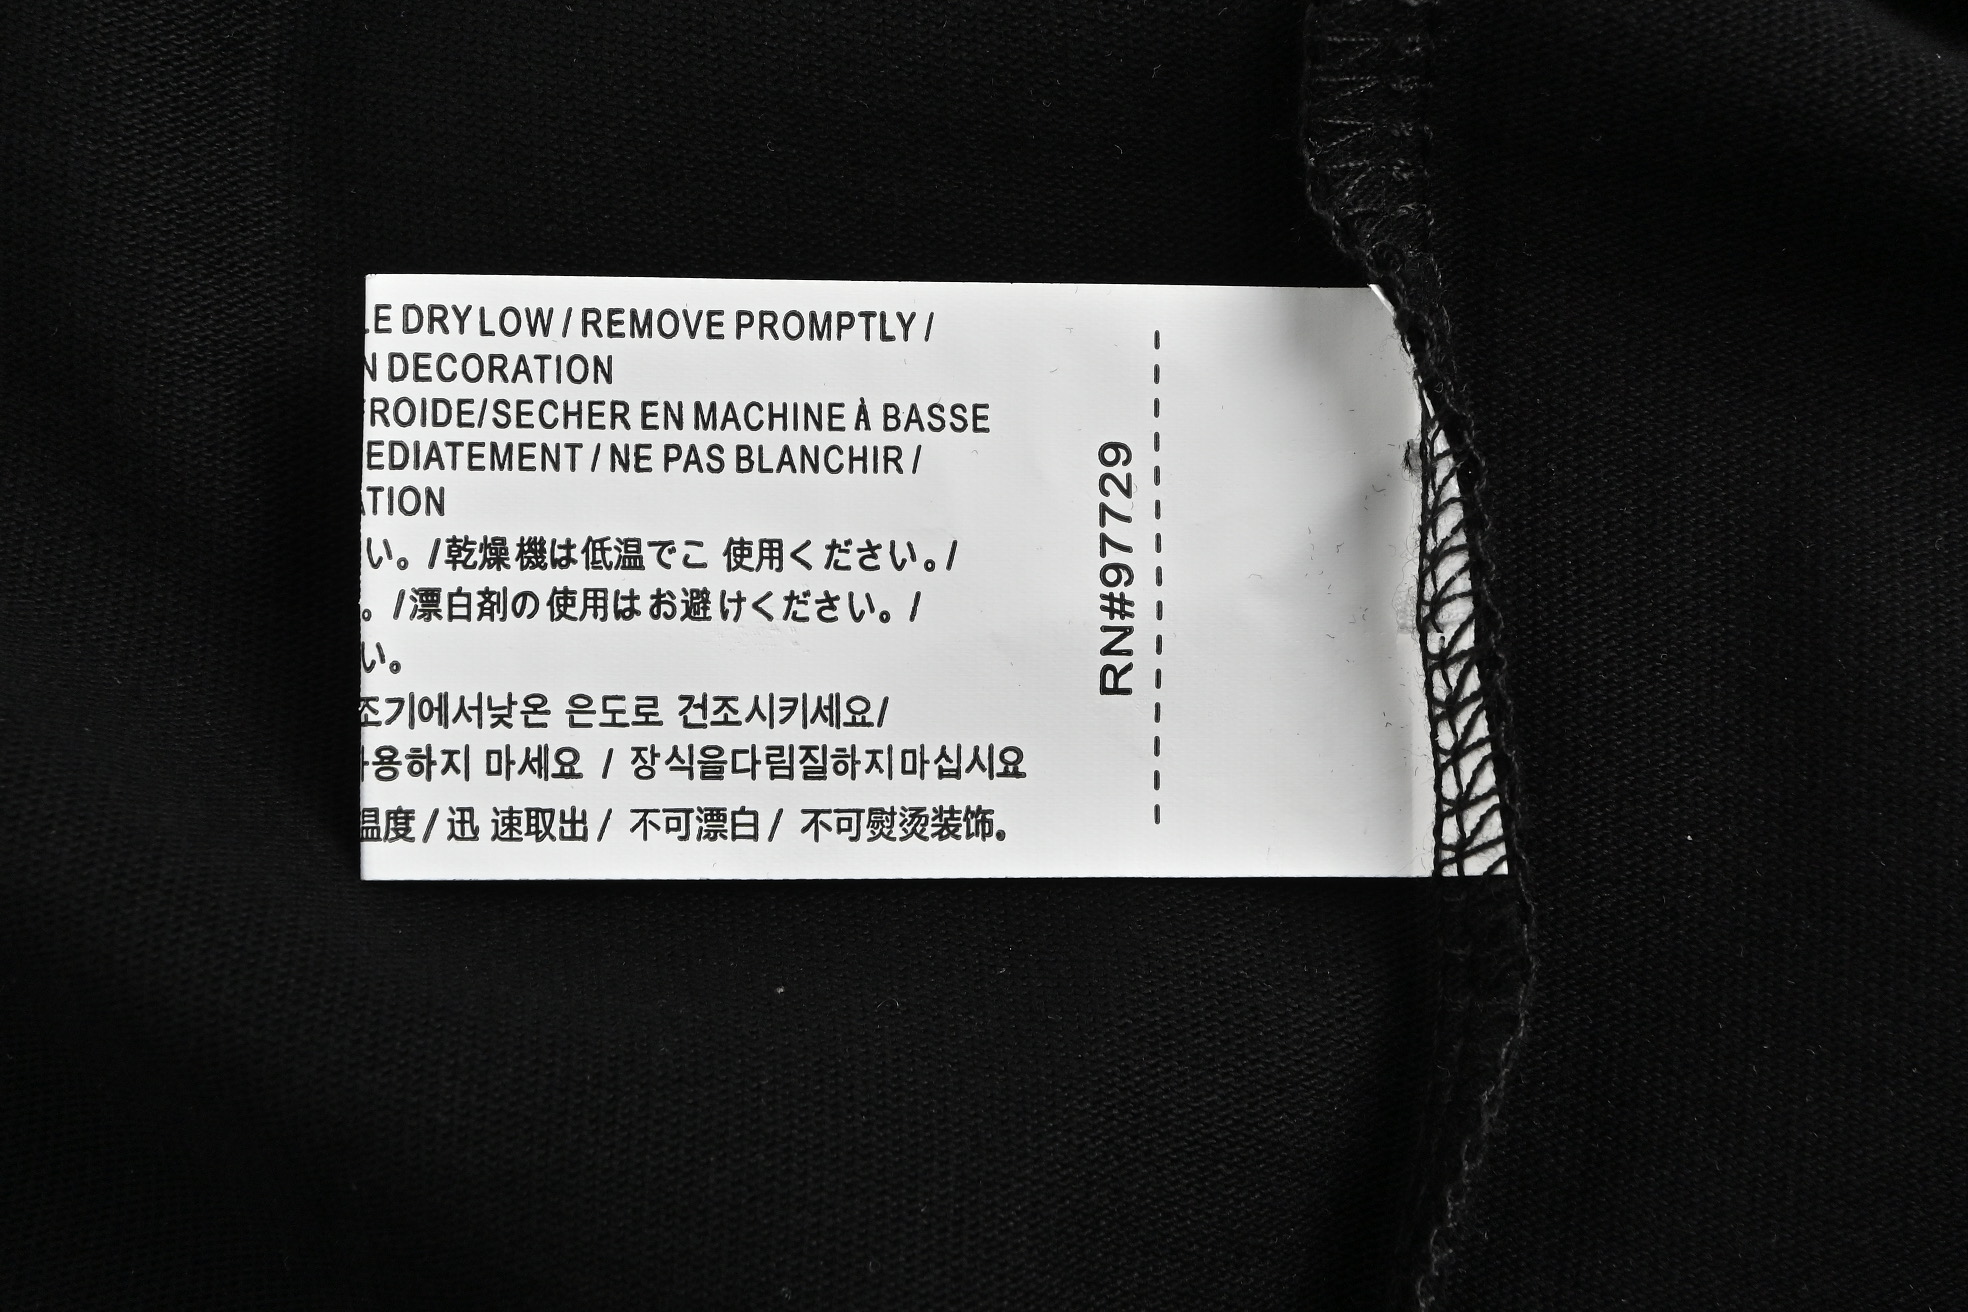 LE DRY LOW / REMOVE PROMPTLY /
N DECORATION
FROIDE/SECHER EN MACHINE À BASSE
EDIATEMENT / NE PAS BLANCHIR /
ATION
い。/乾燥機は低温でこ 使用ください。/
。/漂白剤の使用はお避けください。/
い。
조기에서낮온 은도로 건조시키세요/
사용하지 마세요 / 장식을다림질하지마십시요
温度 / 迅 速取出 / 不可漂白 / 不可熨烫装饰。
RN#97729